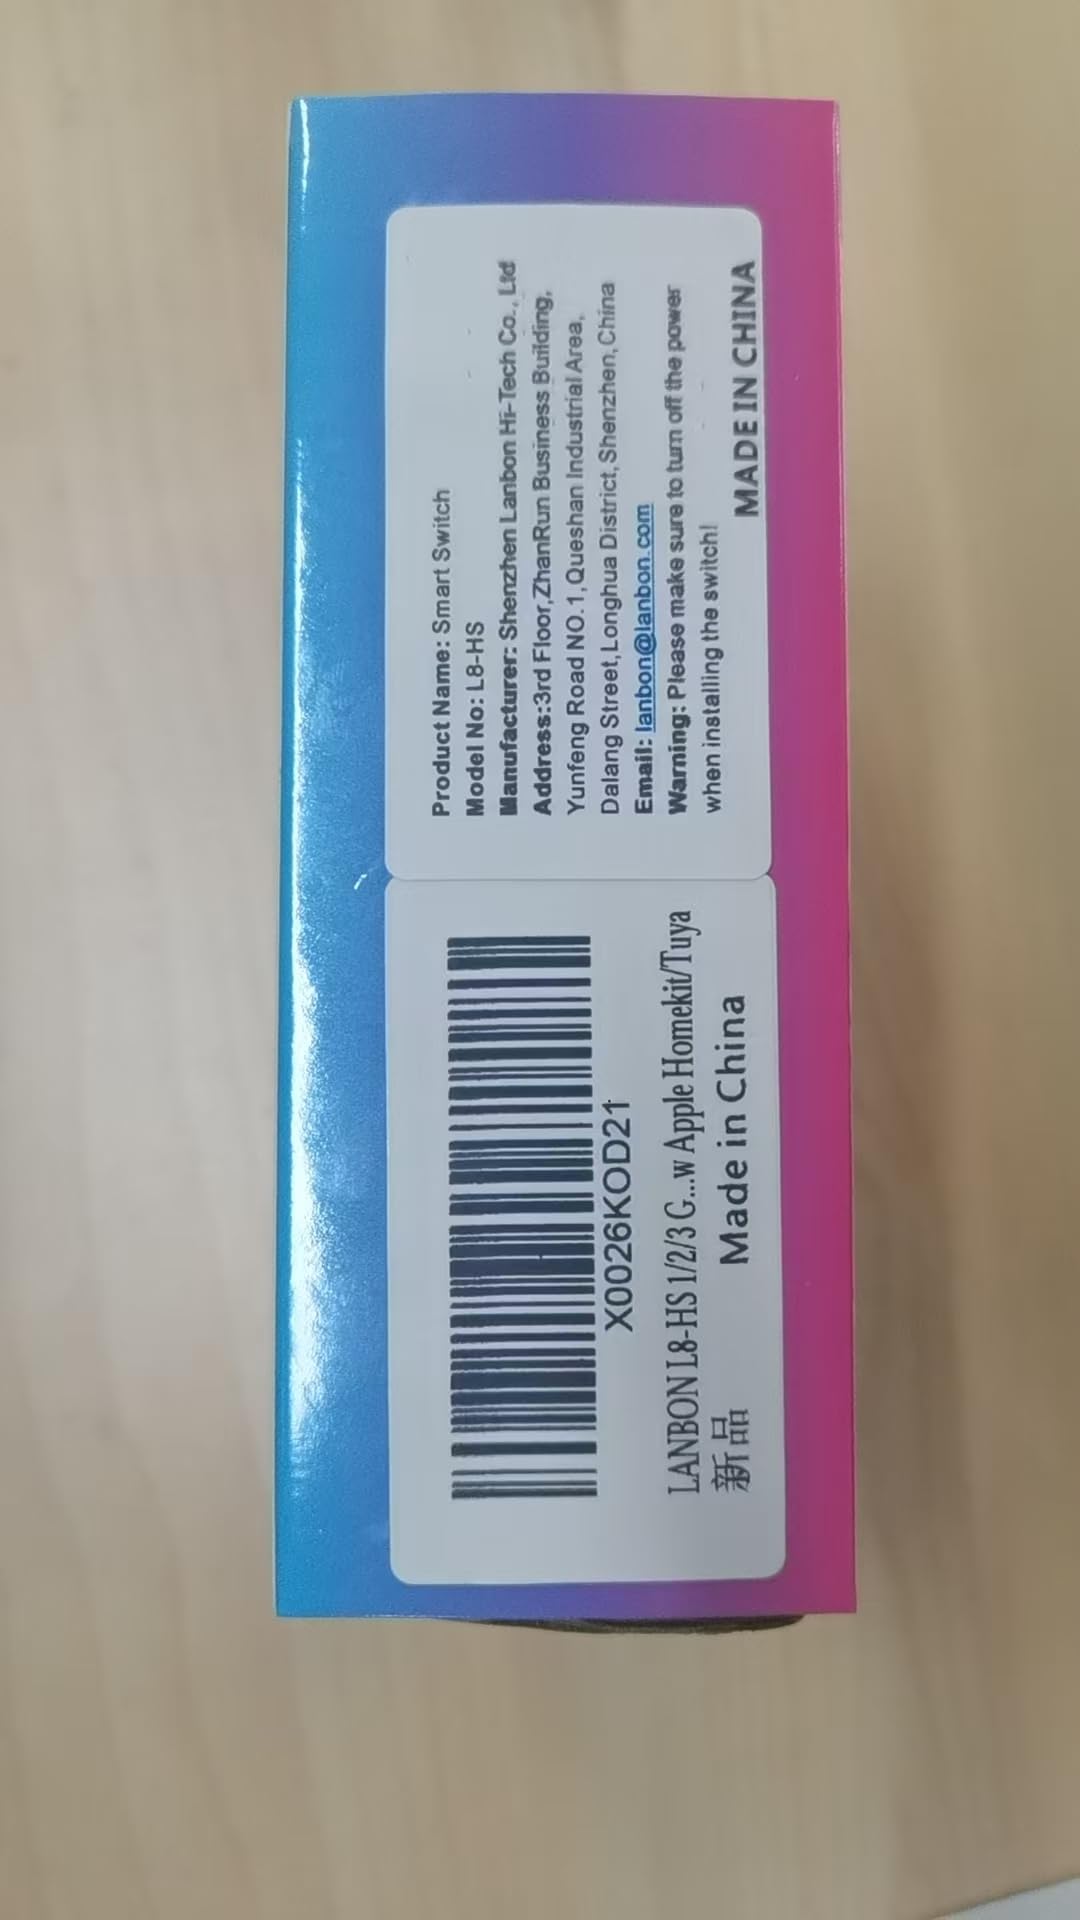 X0026KOD21
LANBON L8-HS 1/2/3 G...w Apple Homekit/Tuya
新品 Made in China
Product Name: Smart Switch
Model No: L8-HS
Manufacturer: Shenzhen Lanbon Hi-Tech Co., Ltd
Address:3rd Floor,ZhanRun Business Building,
Yunfeng Road NO.1,Queshan Industrial Area,
Dalang Street,Longhua District,Shenzhen,China
Email: lanbon@lanbon.com
Warning: Please make sure to turn off the power
when installing the switch!
MADE IN CHINA